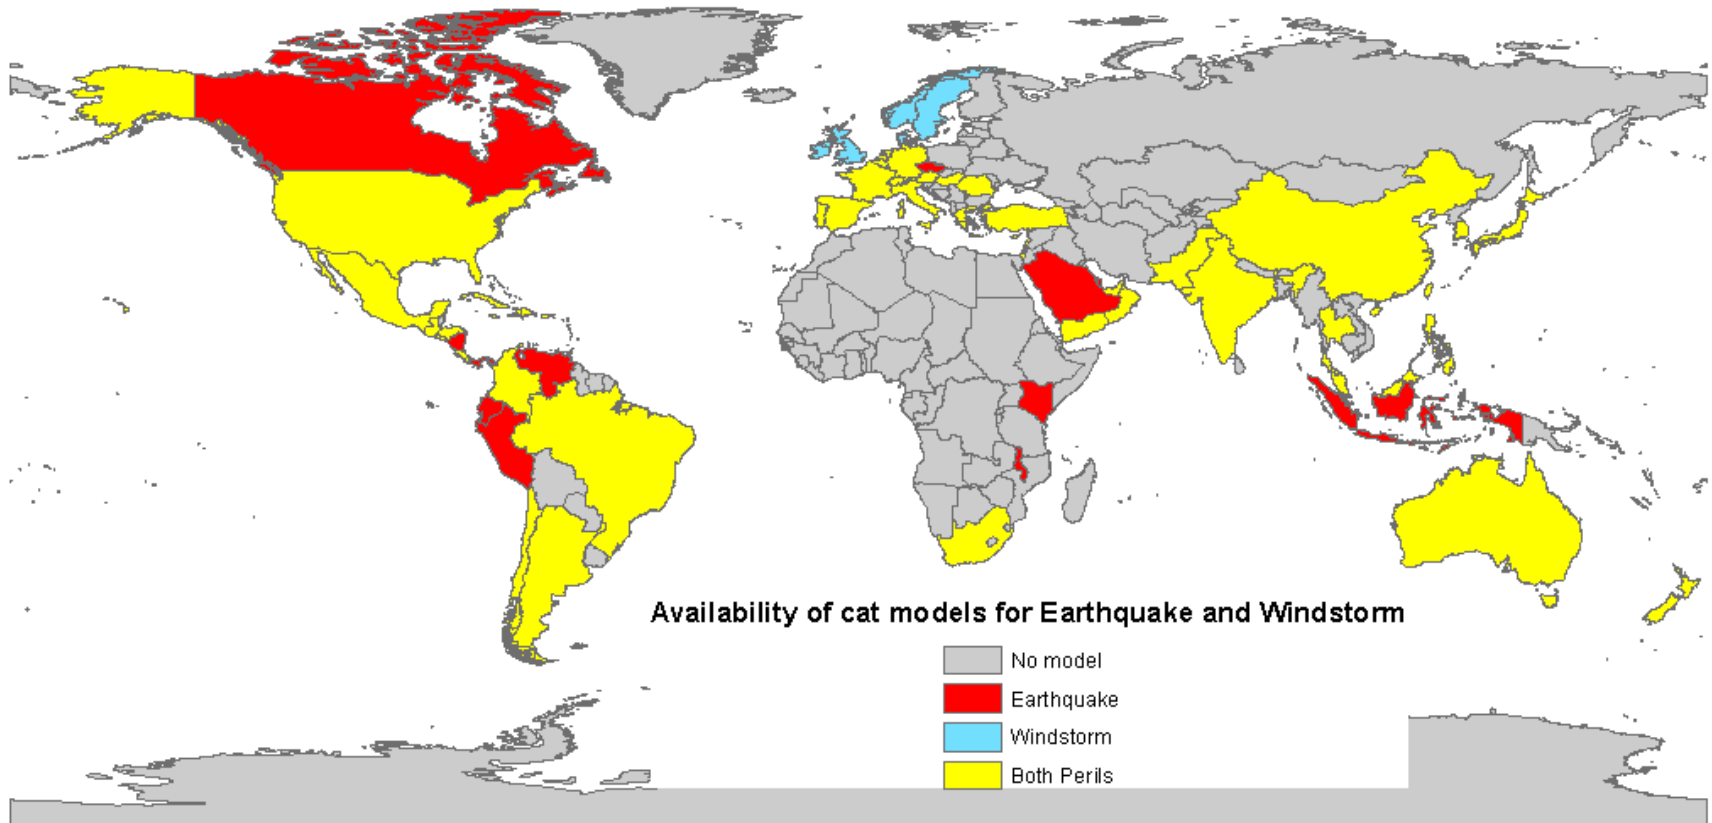 Availability of cat models for Earthquake and Windstorm
No model
Earthquake
Windstorm
Both Perils